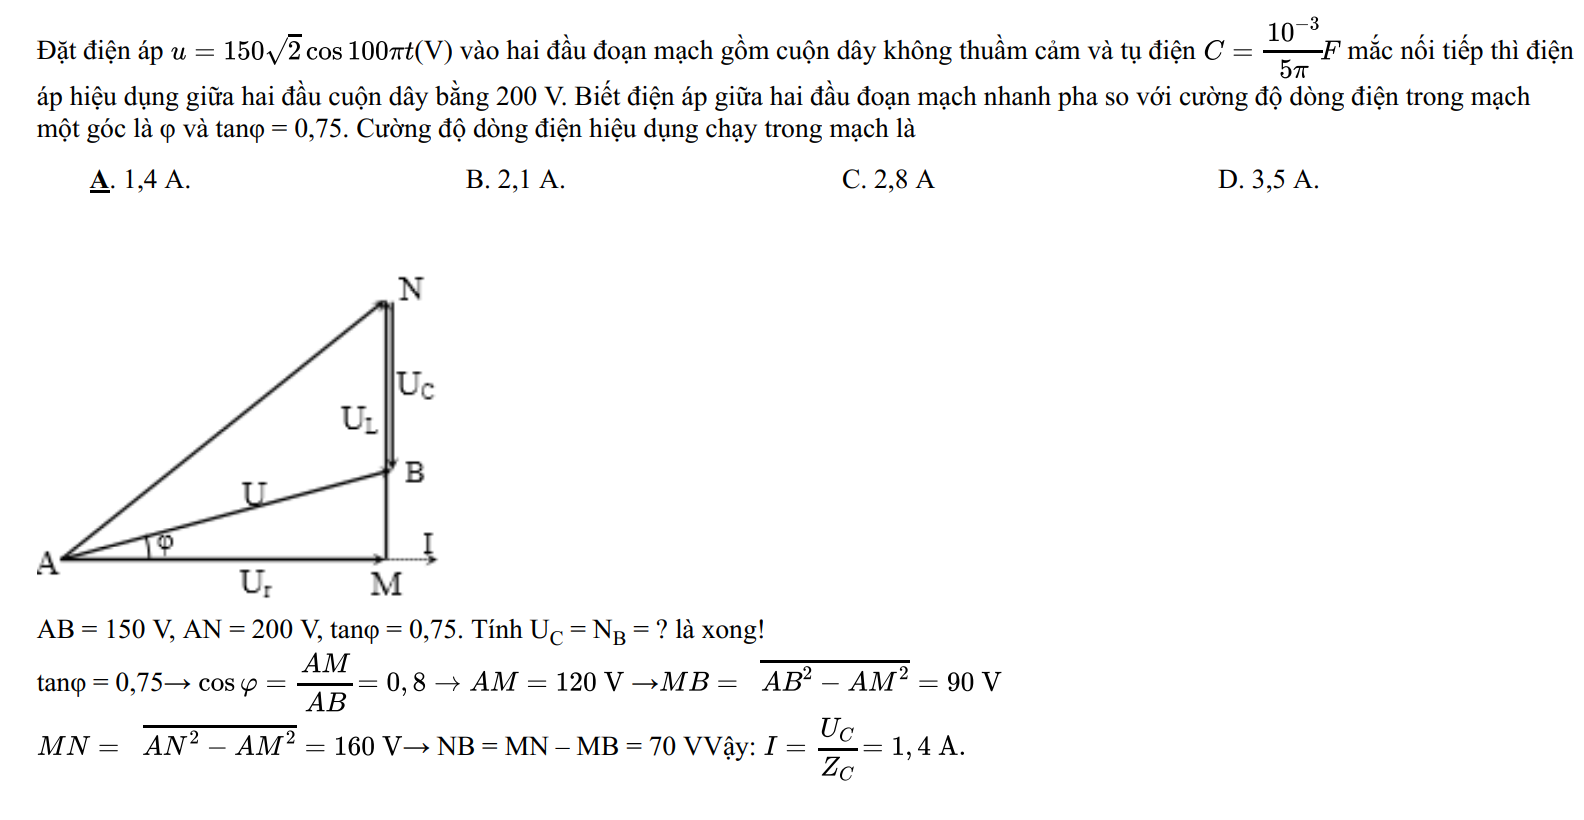 Đặt điện áp $u = 150\sqrt{2}\cos 100\pi t$(V) vào hai đầu đoạn mạch gồm cuộn dây không thuầm cảm và tụ điện $C = \frac{10^{-3}}{5\pi}F$ mắc nối tiếp thì điện
áp hiệu dụng giữa hai đầu cuộn dây bằng 200 V. Biết điện áp giữa hai đầu đoạn mạch nhanh pha so với cường độ dòng điện trong mạch
một góc là φ và tanφ = 0,75. Cường độ dòng điện hiệu dụng chạy trong mạch là
A. 1,4 A. B. 2,1 A. C. 2,8 A D. 3,5 A.
N
U_C
U_L
B
U
φ
I
A
U_r
M
AB = 150 V, AN = 200 V, tanφ = 0,75. Tính U_C = N_B = ? là xong!
tanφ = 0,75→ $\cos\varphi = \frac{AM}{AB} = 0,8 \rightarrow AM = 120$ V →$MB = \overline{AB^2 - AM^2} = 90$ V
$MN = \overline{AN^2 - AM^2} = 160$ V→ NB = MN – MB = 70 VVậy: $I = \frac{U_C}{Z_C} = 1,4$ A.